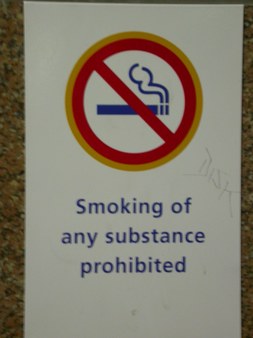 Smoking of
any substance
prohibited